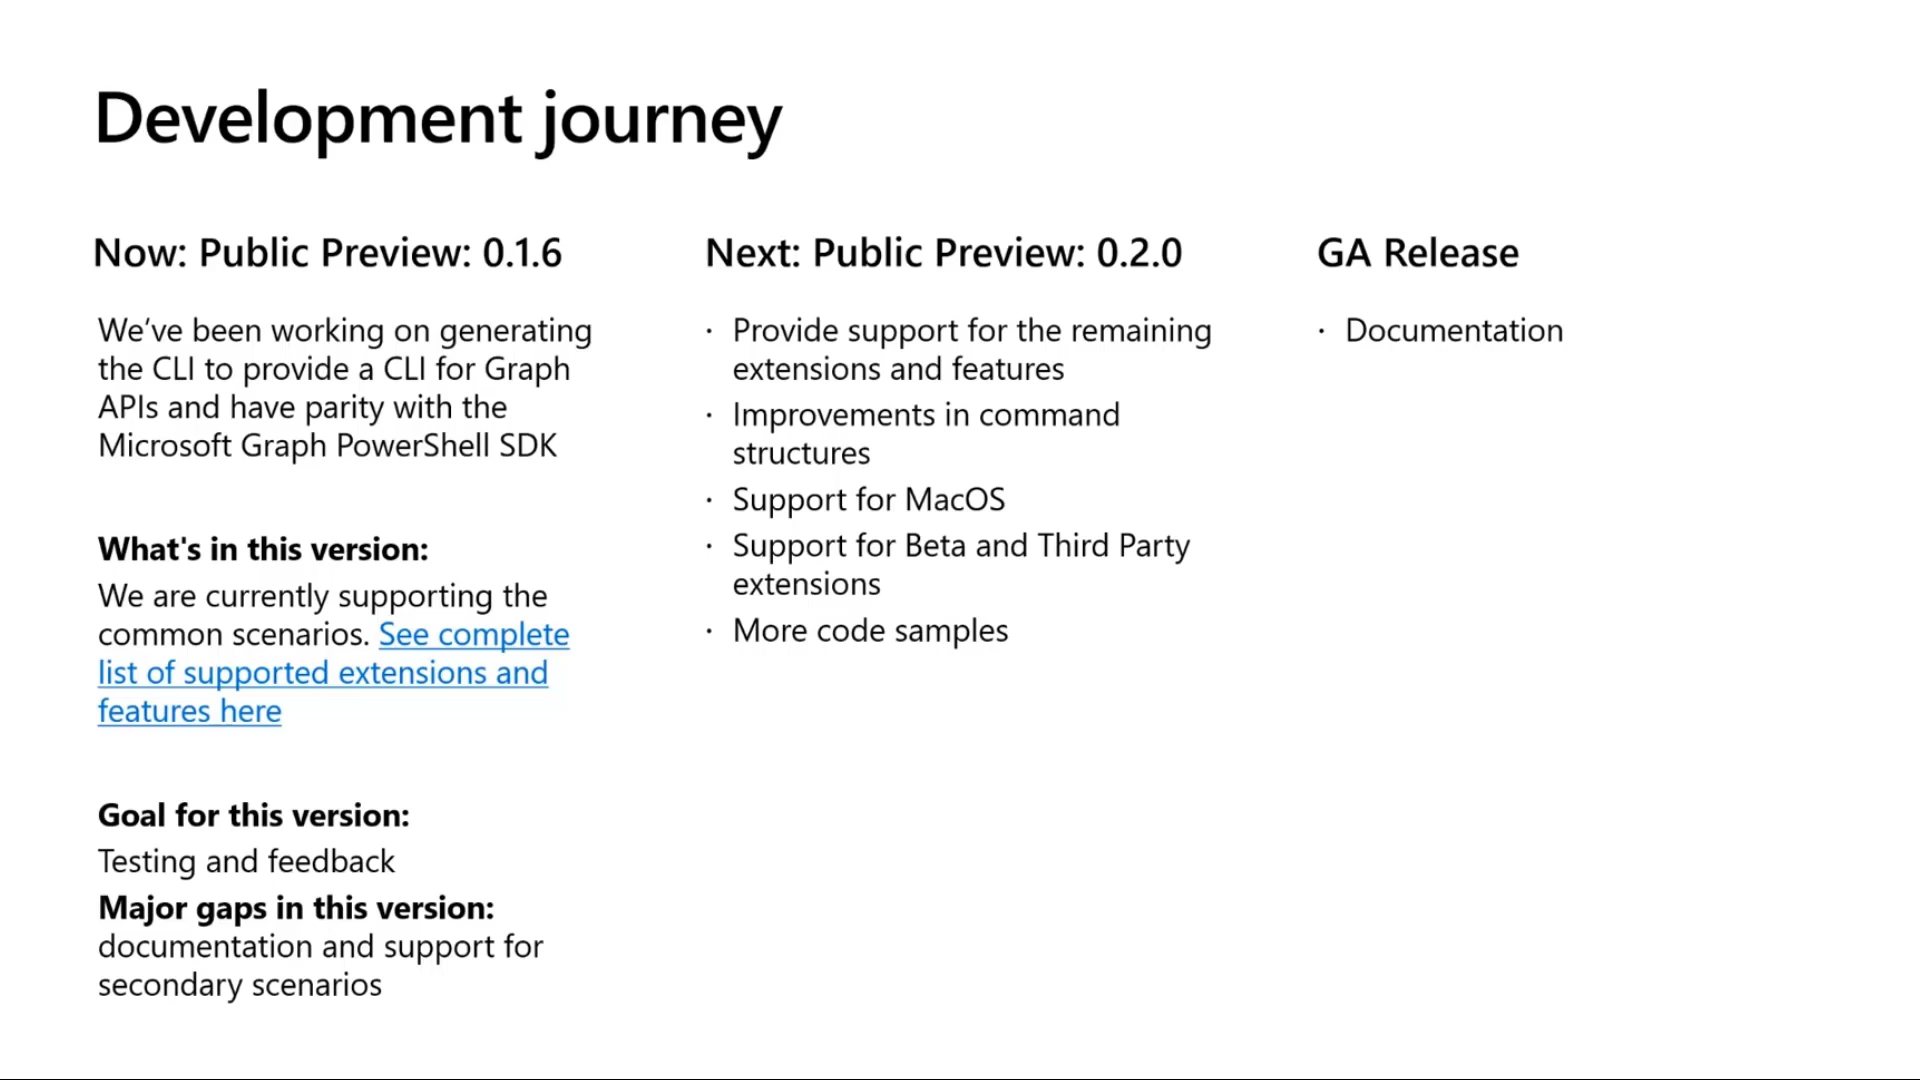 Development journey
Now: Public Preview: 0.1.6
We've been working on generating
the CLI to provide a CLI for Graph
APIs and have parity with the
Microsoft Graph PowerShell SDK
What's in this version:
We are currently supporting the
common scenarios. See complete
list of supported extensions and
features here
Goal for this version:
Testing and feedback
Major gaps in this version:
documentation and support for
secondary scenarios
Next: Public Preview: 0.2.0
· Provide support for the remaining
extensions and features
· Improvements in command
structures
· Support for MacOS
· Support for Beta and Third Party
extensions
· More code samples
GA Release
· Documentation